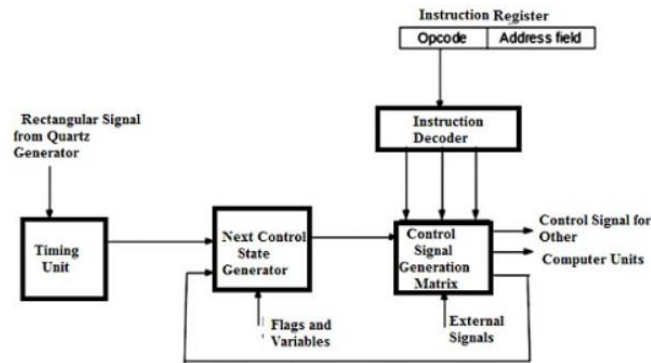 Instruction Register
Opcode
Address field
Rectangular Signal
from Quartz
Generator
Instruction
Decoder
Timing
Unit
Next Control
State
Generator
Control
Signal
Generation
Matrix
Control Signal for
Other
Computer Units
Flags and
Variables
External
Signals